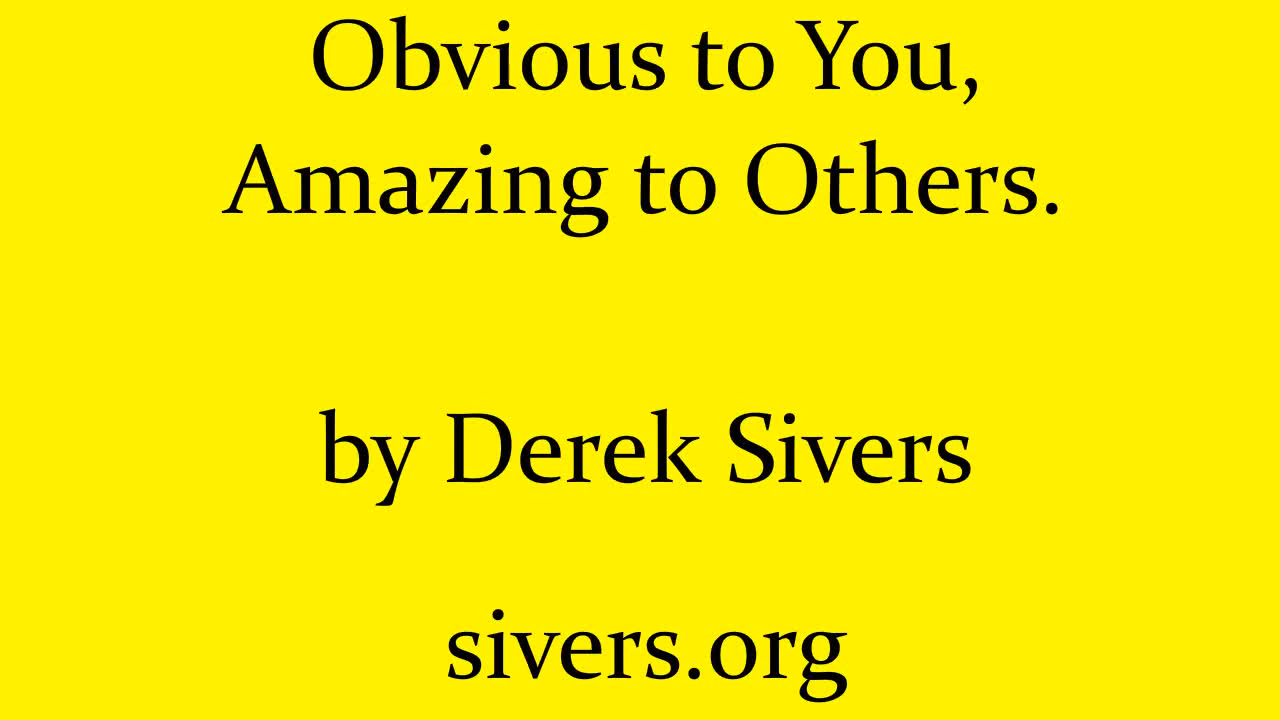 Obvious to You,
Amazing to Others.
by Derek Sivers
sivers.org